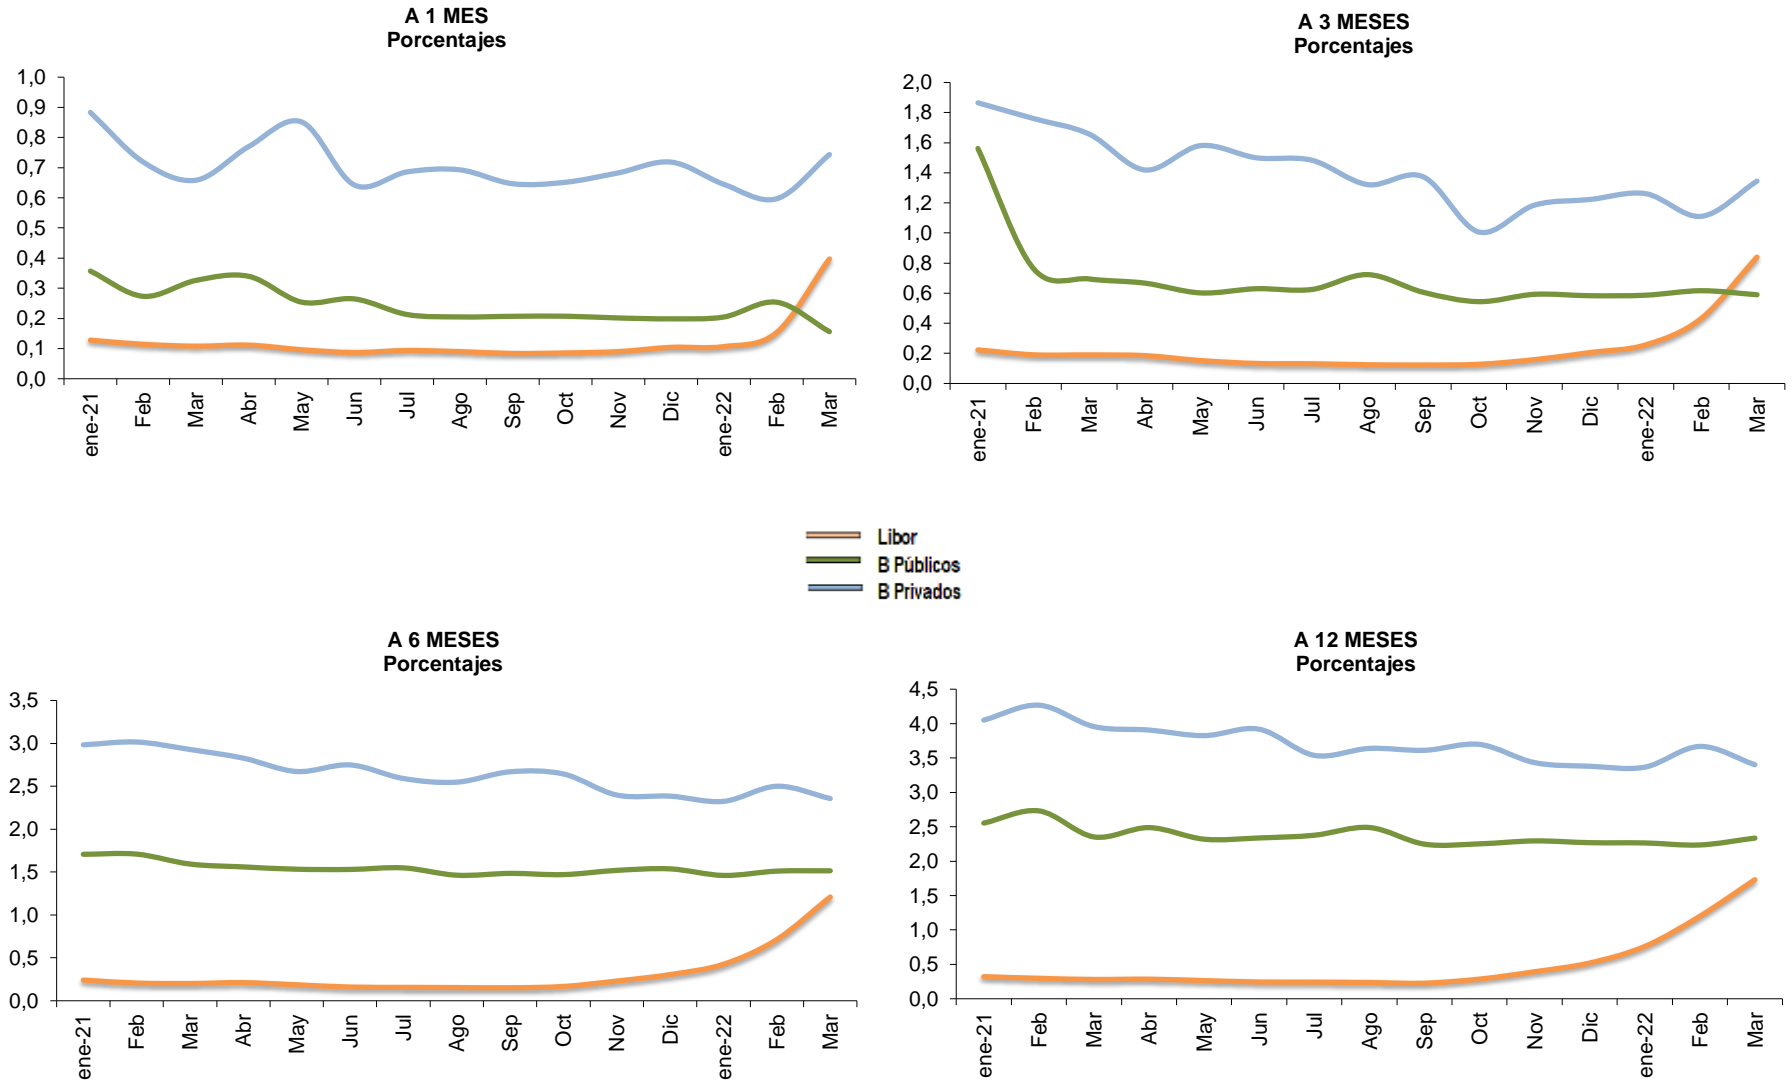 A 1 MES
Porcentajes
1,0
0,9
0,8
0,7
0,6
0,5
0,4
0,3
0,2
0,1
0,0
ene-21
Feb
Mar
Abr
May
Jun
Jul
Ago
Sep
Oct
Nov
Dic
ene-22
Feb
Mar
A 3 MESES
Porcentajes
2,0
1,8
1,6
1,4
1,2
1,0
0,8
0,6
0,4
0,2
0,0
ene-21
Feb
Mar
Abr
May
Jun
Jul
Ago
Sep
Oct
Nov
Dic
ene-22
Feb
Mar
Libor
B Públicos
B Privados
A 6 MESES
Porcentajes
3,5
3,0
2,5
2,0
1,5
1,0
0,5
0,0
ene-21
Feb
Mar
Abr
May
Jun
Jul
Ago
Sep
Oct
Nov
Dic
ene-22
Feb
Mar
A 12 MESES
Porcentajes
4,5
4,0
3,5
3,0
2,5
2,0
1,5
1,0
0,5
0,0
ene-21
Feb
Mar
Abr
May
Jun
Jul
Ago
Sep
Oct
Nov
Dic
ene-22
Feb
Mar